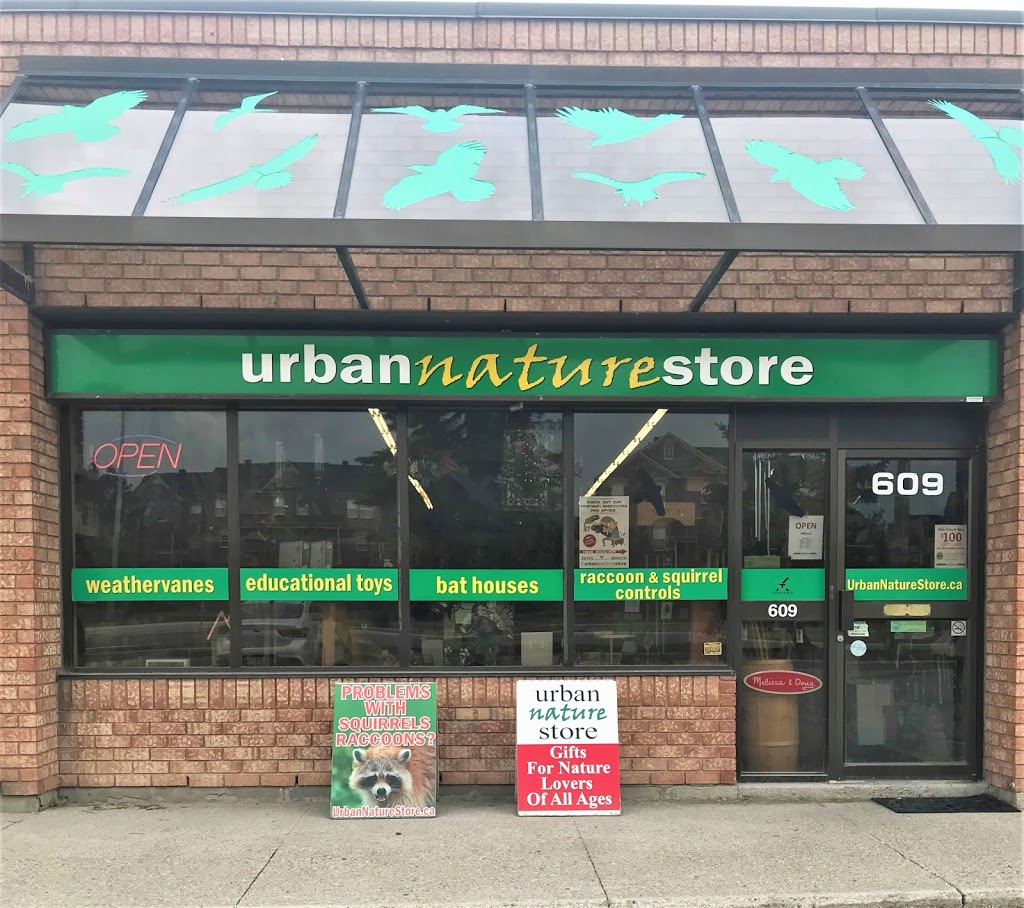 urbannaturestore
OPEN
609
OPEN
$100
weathervanes
educational toys
bat houses
raccoon & squirrel
controls
UrbanNatureStore.ca
609
Melissa & Doug
PROBLEMS
WITH
SQUIRRELS
RACCOONS?
UrbanNatureStore.ca
urban
nature
store
Gifts
For Nature
Lovers
Of All Ages